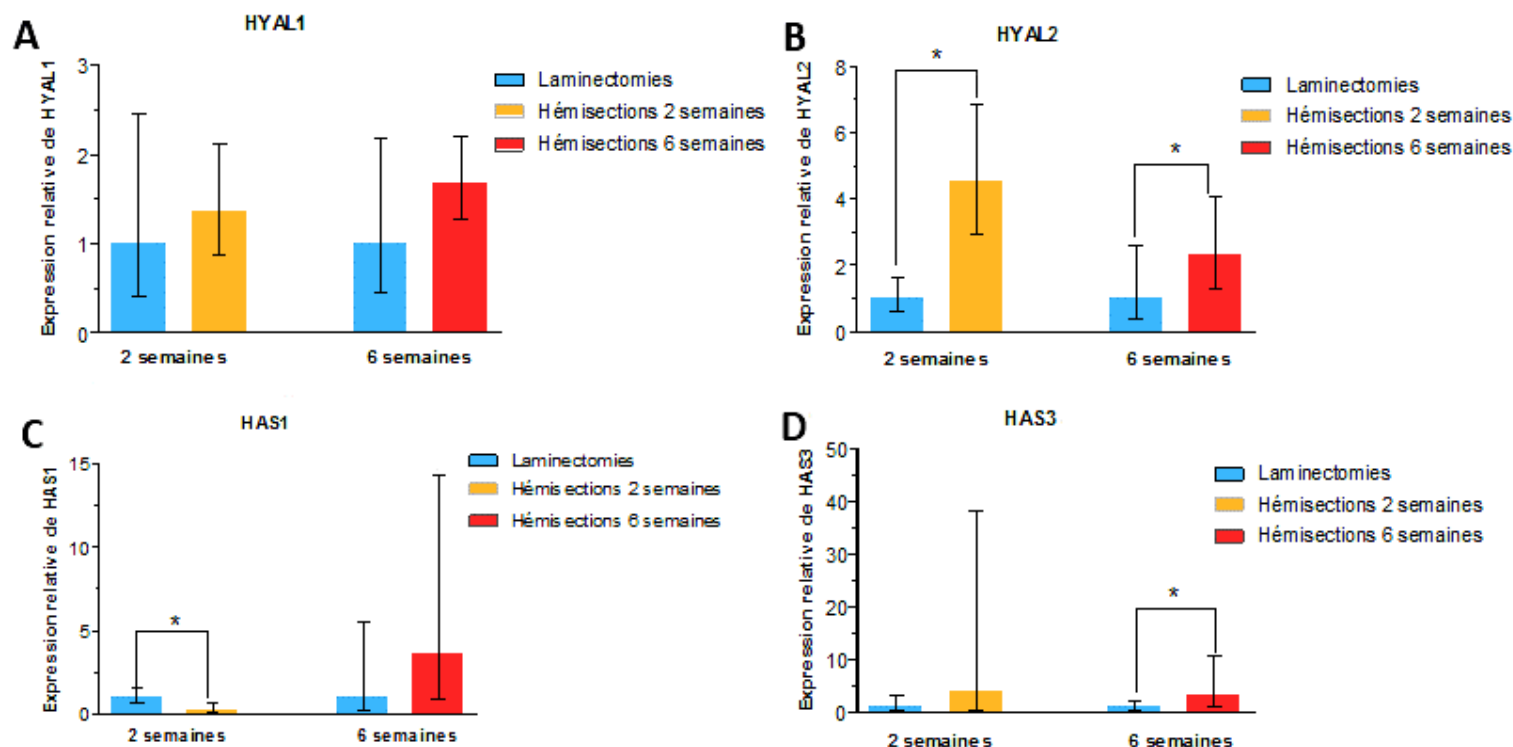 A
HYAL1
Expression relative de HYAL1
3
2
1
0
Laminectomies
Hémisections 2 semaines
Hémisections 6 semaines
2 semaines
6 semaines
B
HYAL2
Expression relative de HYAL2
8
6
4
2
0
*
*
Laminectomies
Hémisections 2 semaines
Hémisections 6 semaines
2 semaines
6 semaines
C
HAS1
Expression relative de HAS1
15
10
5
0
*
Laminectomies
Hémisections 2 semaines
Hémisections 6 semaines
2 semaines
6 semaines
D
HAS3
Expression relative de HAS3
50
40
30
20
10
0
*
Laminectomies
Hémisections 2 semaines
Hémisections 6 semaines
2 semaines
6 semaines